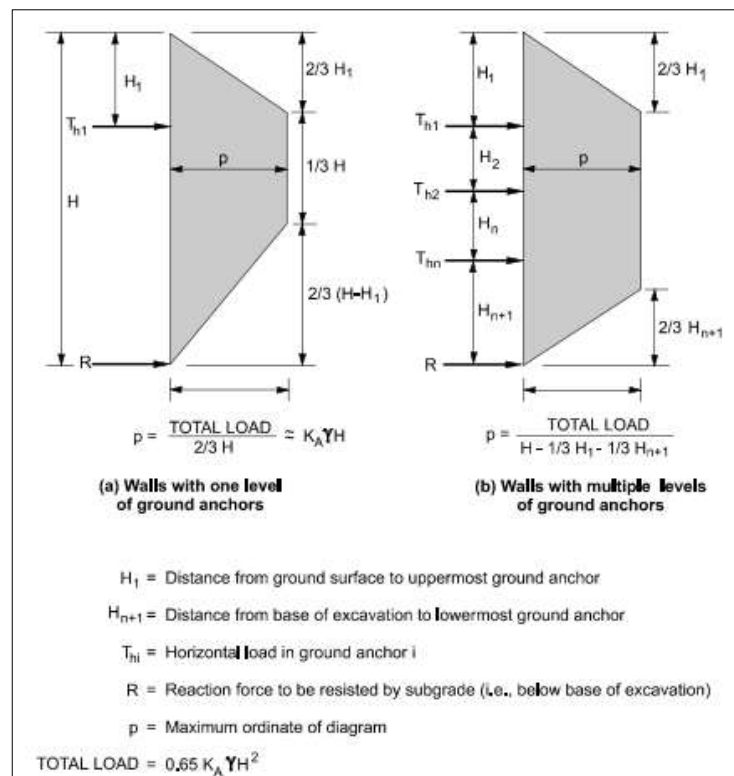 H₁
2/3 H₁
Tₕ₁
p
1/3 H
H
2/3 (H–H₁)
R
p = TOTAL LOAD / 2/3 H ≈ K_A γH
(a) Walls with one level
of ground anchors
H₁
2/3 H₁
Tₕ₁
H₂
p
Tₕ₂
Hₙ
Tₕₙ
Hₙ₊₁
2/3 Hₙ₊₁
R
p = TOTAL LOAD / H – 1/3 H₁ - 1/3 Hₙ₊₁
(b) Walls with multiple levels
of ground anchors
H₁ = Distance from ground surface to uppermost ground anchor
Hₙ₊₁ = Distance from base of excavation to lowermost ground anchor
Tₕᵢ = Horizontal load in ground anchor i
R = Reaction force to be resisted by subgrade (i.e., below base of excavation)
p = Maximum ordinate of diagram
TOTAL LOAD = 0.65 K_A γH²